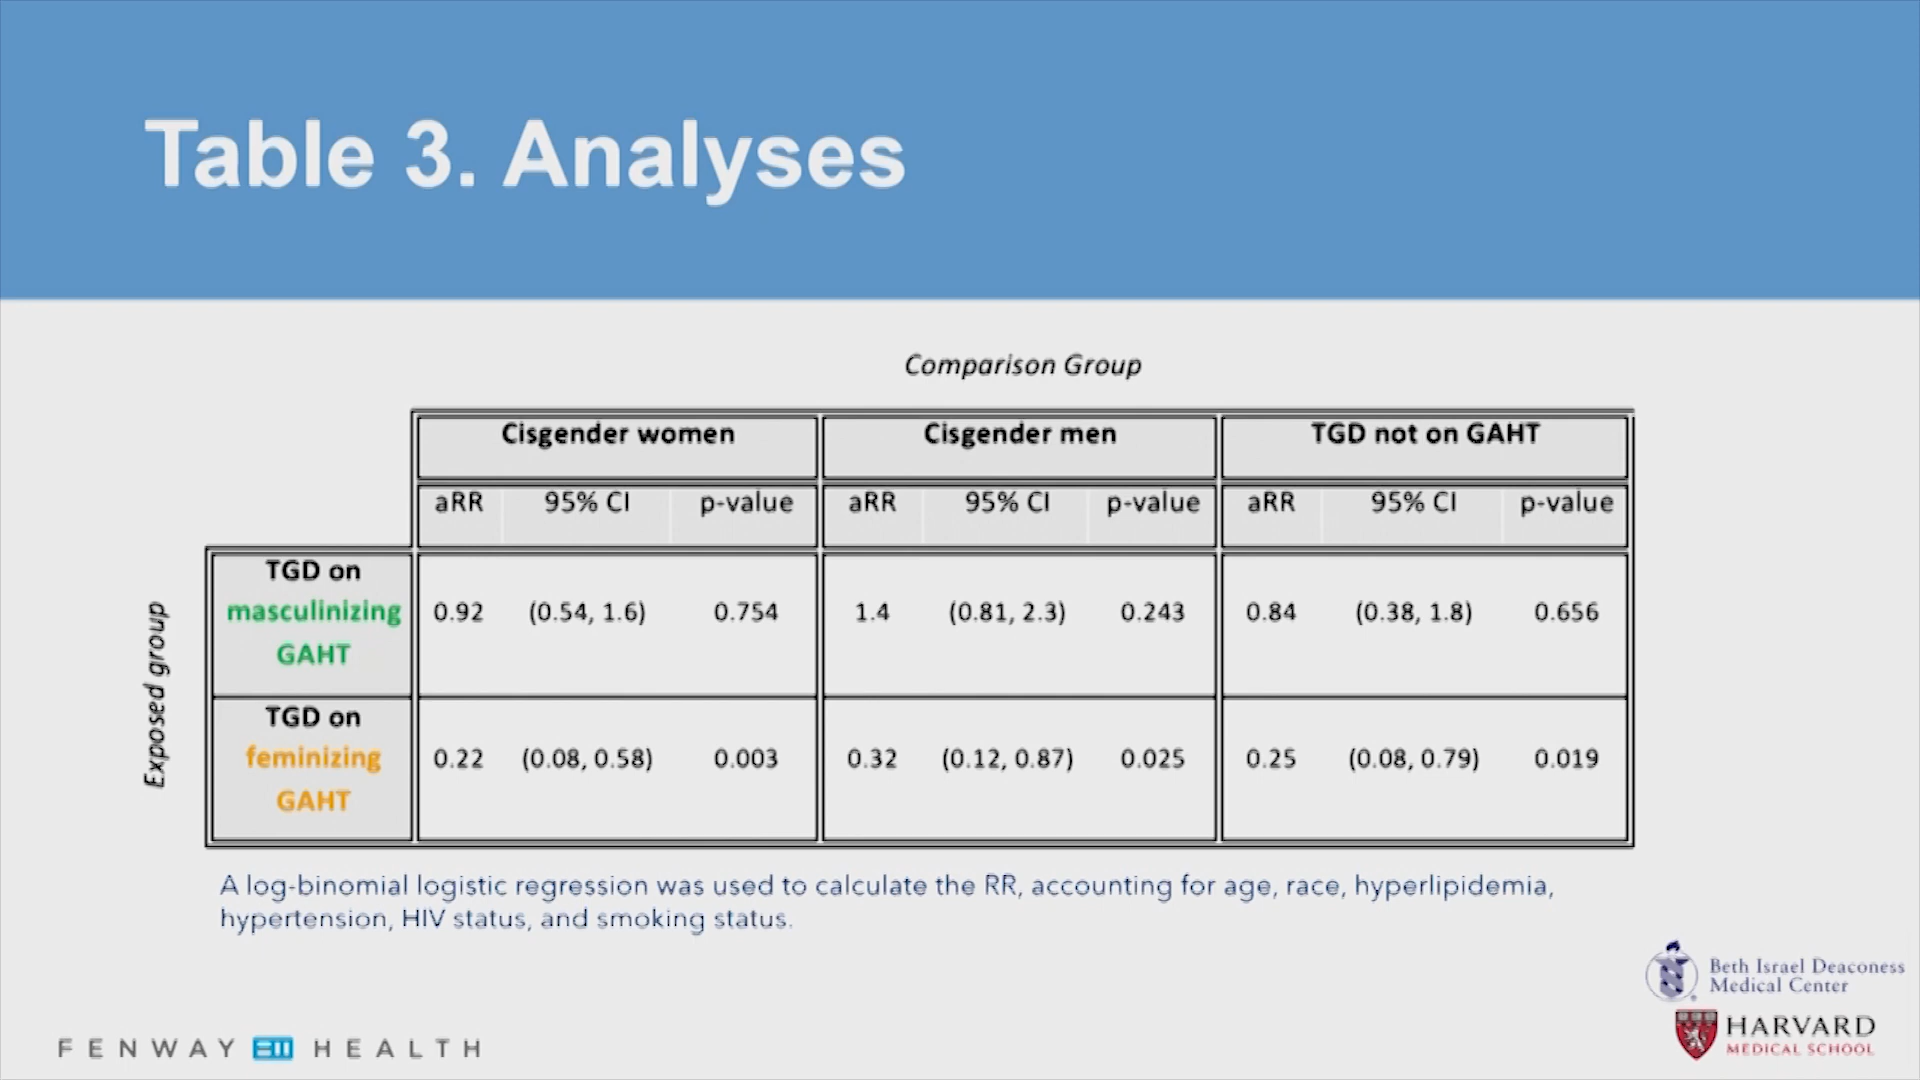 Table 3. Analyses
Comparison Group
Cisgender women Cisgender men TGD not on GAHT
aRR 95% CI p-value aRR 95% CI p-value aRR 95% CI p-value
Exposed group
TGD on
masculinizing
GAHT
0.92 (0.54, 1.6) 0.754 1.4 (0.81, 2.3) 0.243 0.84 (0.38, 1.8) 0.656
TGD on
feminizing
GAHT
0.22 (0.08, 0.58) 0.003 0.32 (0.12, 0.87) 0.025 0.25 (0.08, 0.79) 0.019
A log-binomial logistic regression was used to calculate the RR, accounting for age, race, hyperlipidemia,
hypertension, HIV status, and smoking status.
Beth Israel Deaconess
Medical Center
HARVARD
MEDICAL SCHOOL
FENWAY HEALTH